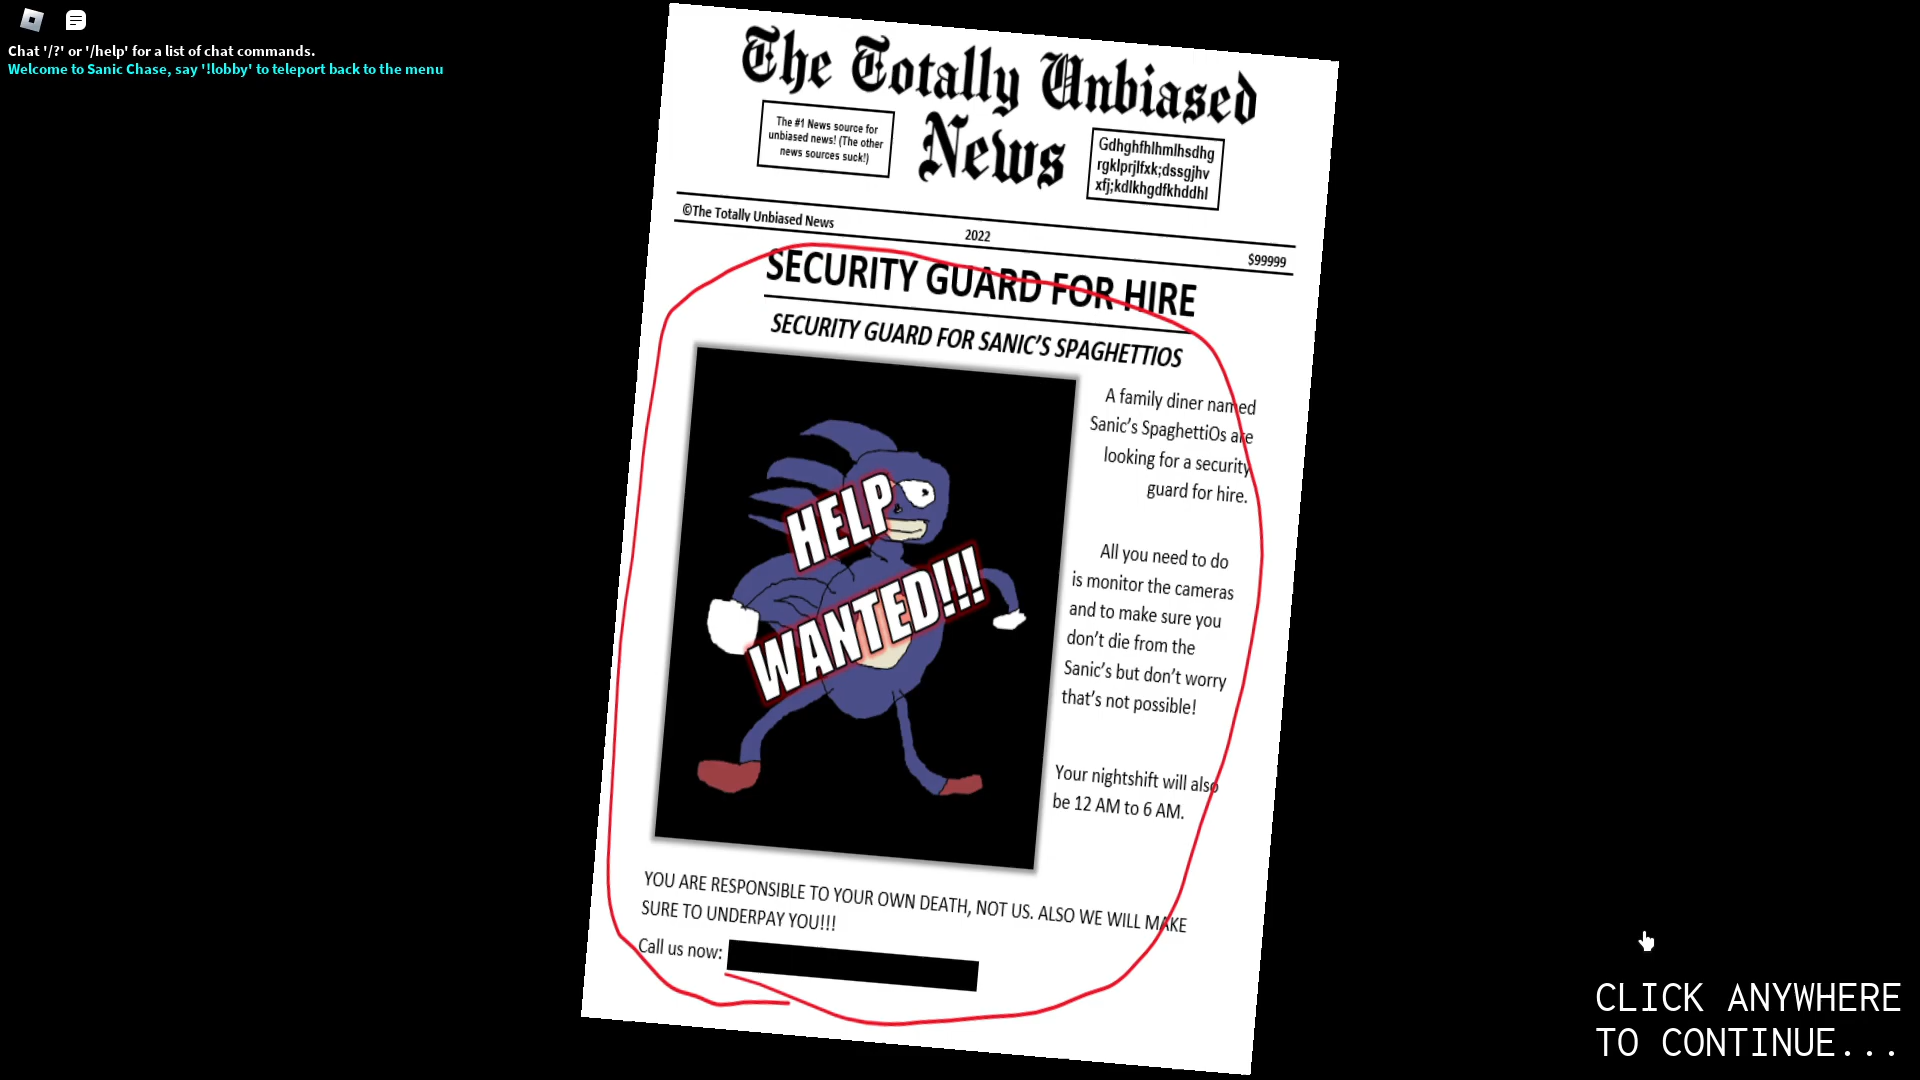 Chat '/?' or '/help' for a list of chat commands.
Welcome to Sanic Chase, say '!lobby' to teleport back to the menu
The Totally Unbiased
News
The #1 News source for
unbiased news! (The other
news sources suck!)
Gdhghfhlhmlhsdhg
rgklprjlfxk;dssgjhv
xfj;kdlkhgdfkhddhl
©The Totally Unbiased News
2022
$99999
SECURITY GUARD FOR HIRE
SECURITY GUARD FOR SANIC'S SPAGHETTIOS
HELP
WANTED!!!
A family diner named
Sanic's SpaghettiOs are
looking for a security
guard for hire.
All you need to do
is monitor the cameras
and to make sure you
don't die from the
Sanic's but don't worry
that's not possible!
Your nightshift will also
be 12 AM to 6 AM.
YOU ARE RESPONSIBLE TO YOUR OWN DEATH, NOT US. ALSO WE WILL MAKE
SURE TO UNDERPAY YOU!!!
Call us now:
CLICK ANYWHERE
TO CONTINUE...